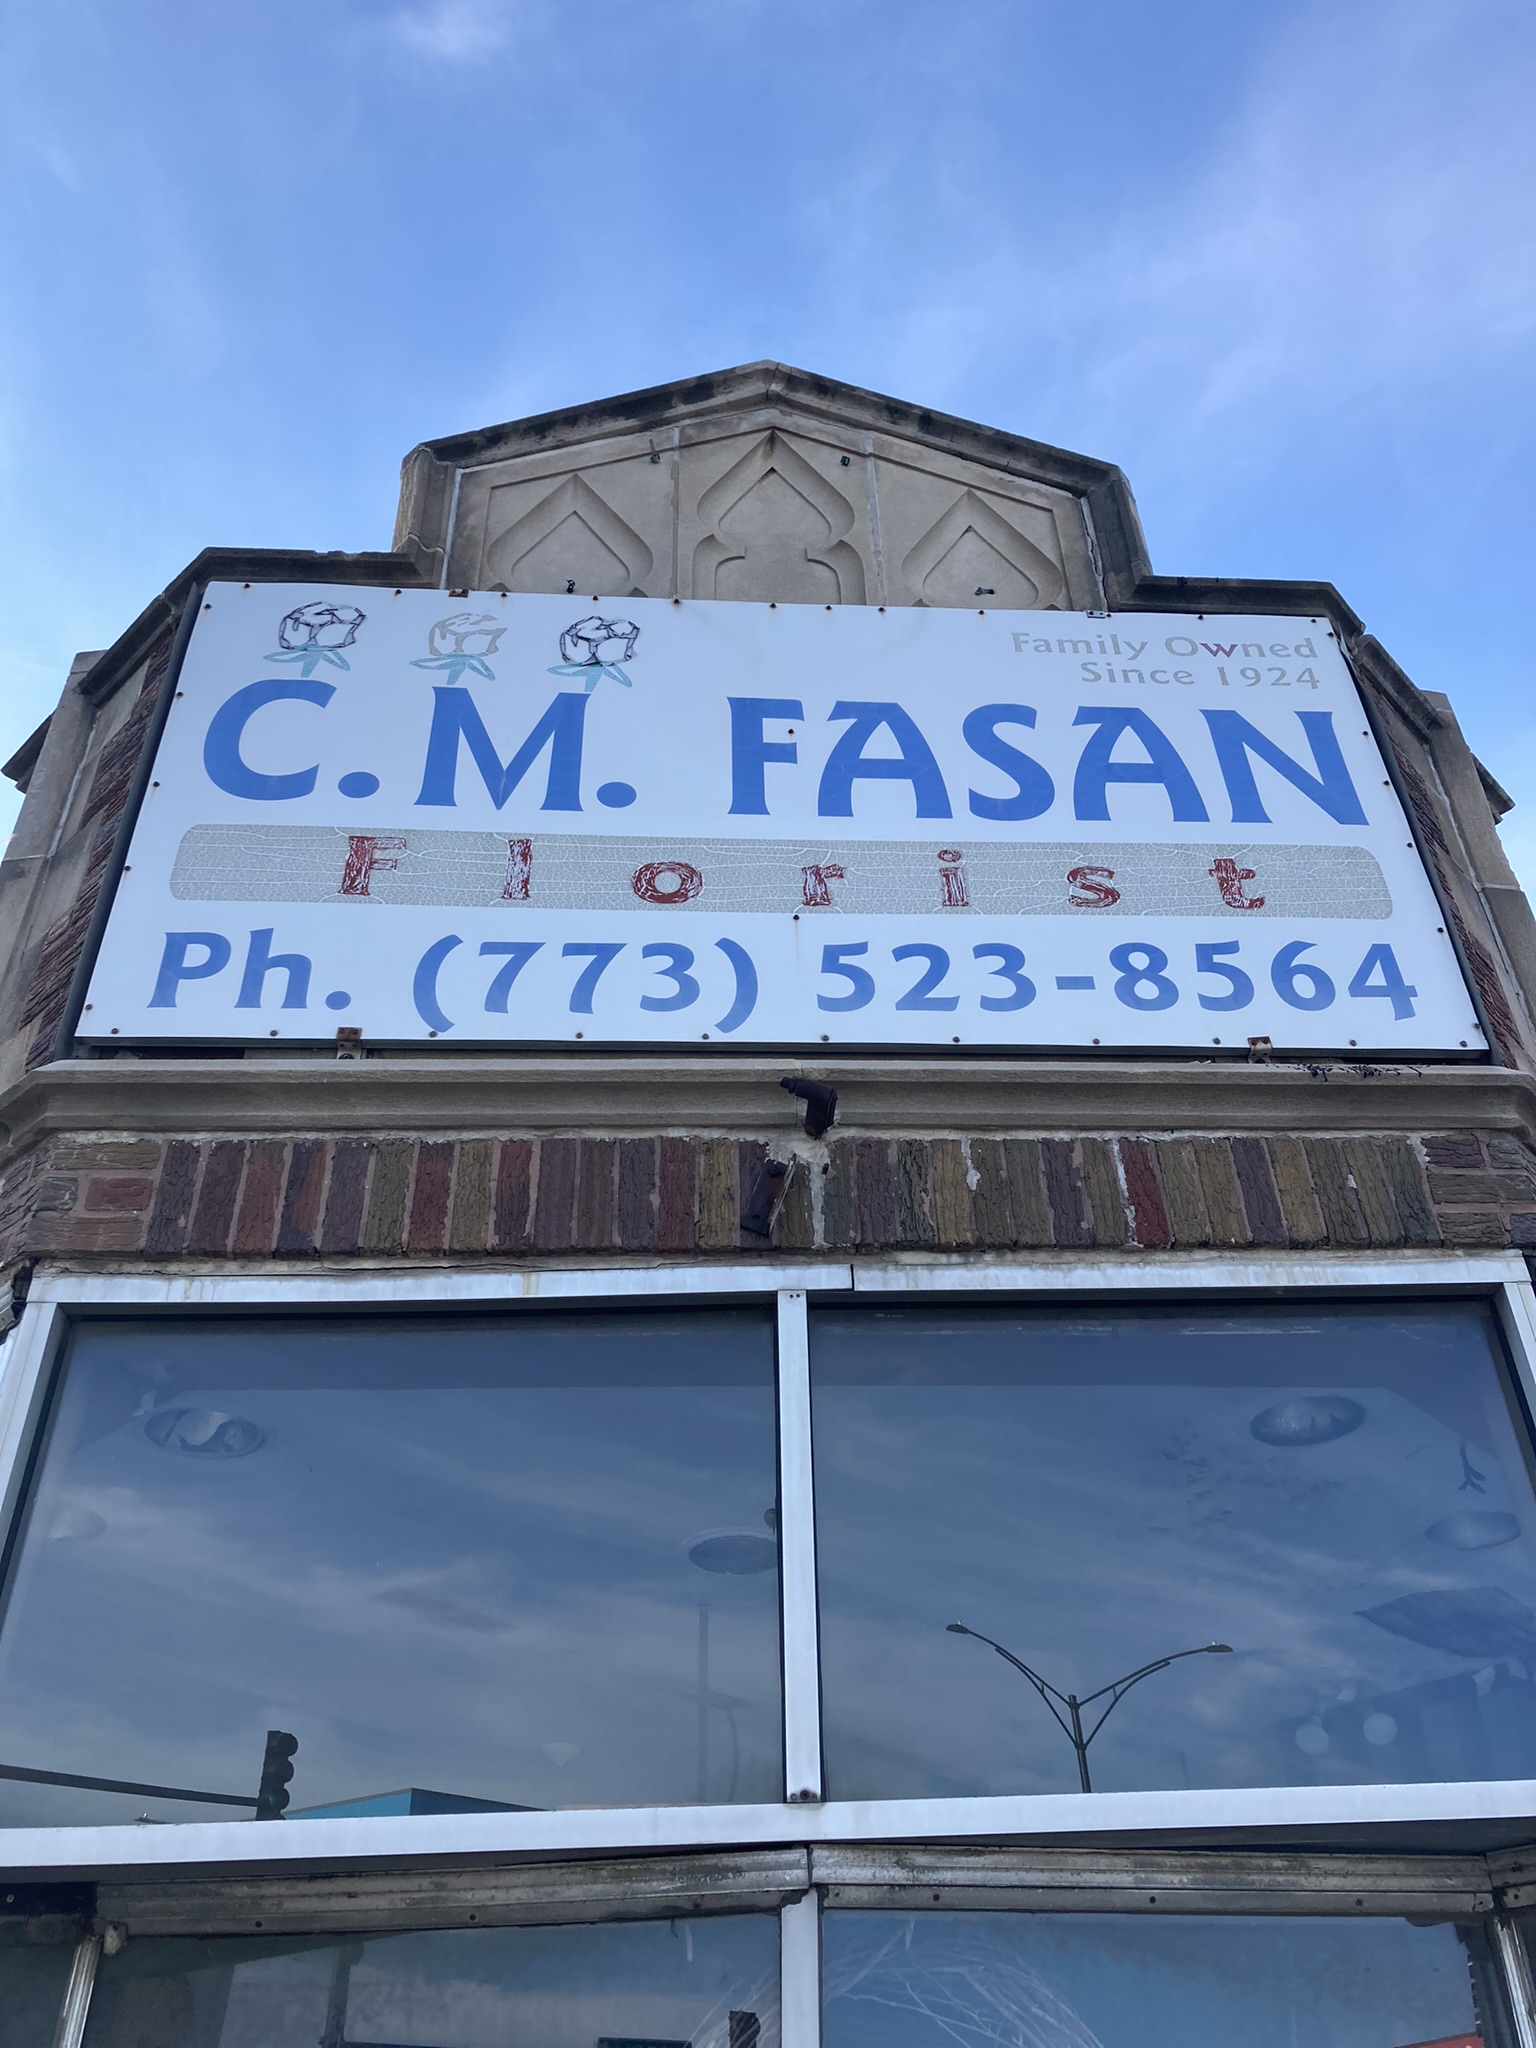 Family Owned
Since 1924
C.M. FASAN
Florist
Ph. (773) 523-8564